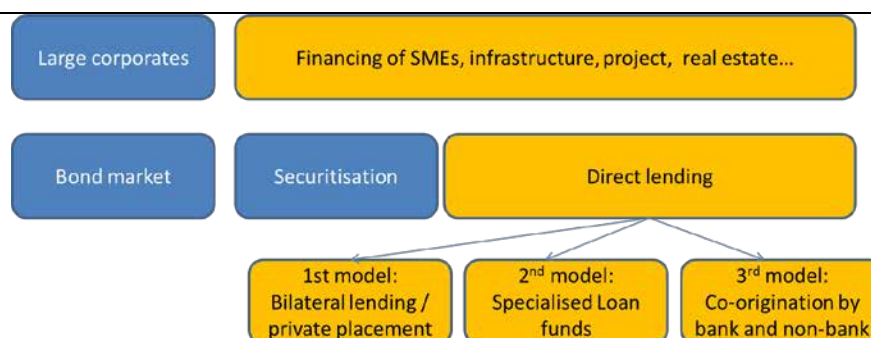 Large corporates
Financing of SMEs, infrastructure, project, real estate...
Bond market
Securitisation
Direct lending
1st model:
Bilateral lending /
private placement
2nd model:
Specialised Loan
funds
3rd model:
Co-origination by
bank and non-bank